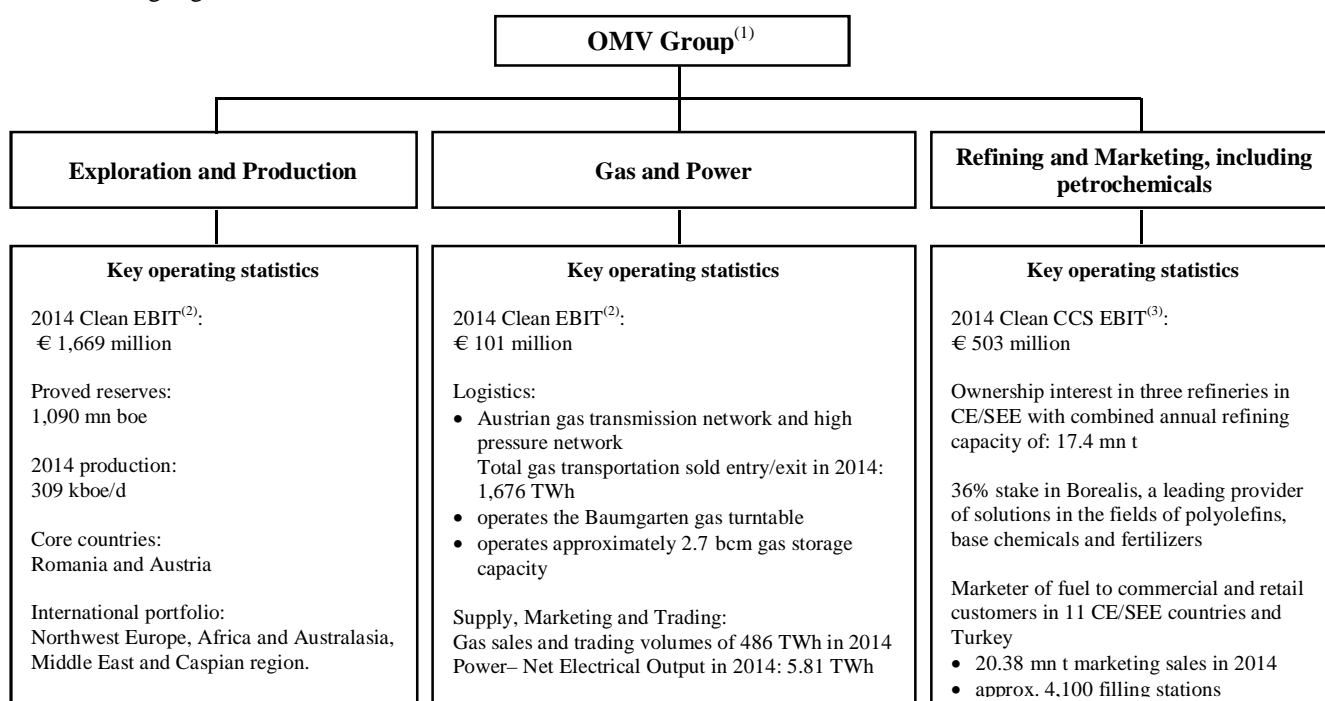 OMV Group(1)
Exploration and Production
Key operating statistics
2014 Clean EBIT(2):
€ 1,669 million
Proved reserves:
1,090 mn boe
2014 production:
309 kboe/d
Core countries:
Romania and Austria
International portfolio:
Northwest Europe, Africa and Australasia,
Middle East and Caspian region.
Gas and Power
Key operating statistics
2014 Clean EBIT(2):
€ 101 million
Logistics:
• Austrian gas transmission network and high
pressure network
Total gas transportation sold entry/exit in 2014:
1,676 TWh
• operates the Baumgarten gas turntable
• operates approximately 2.7 bcm gas storage
capacity
Supply, Marketing and Trading:
Gas sales and trading volumes of 486 TWh in 2014
Power– Net Electrical Output in 2014: 5.81 TWh
Refining and Marketing, including
petrochemicals
Key operating statistics
2014 Clean CCS EBIT(3):
€ 503 million
Ownership interest in three refineries in
CE/SEE with combined annual refining
capacity of: 17.4 mn t
36% stake in Borealis, a leading provider
of solutions in the fields of polyolefins,
base chemicals and fertilizers
Marketer of fuel to commercial and retail
customers in 11 CE/SEE countries and
Turkey
• 20.38 mn t marketing sales in 2014
• approx. 4,100 filling stations